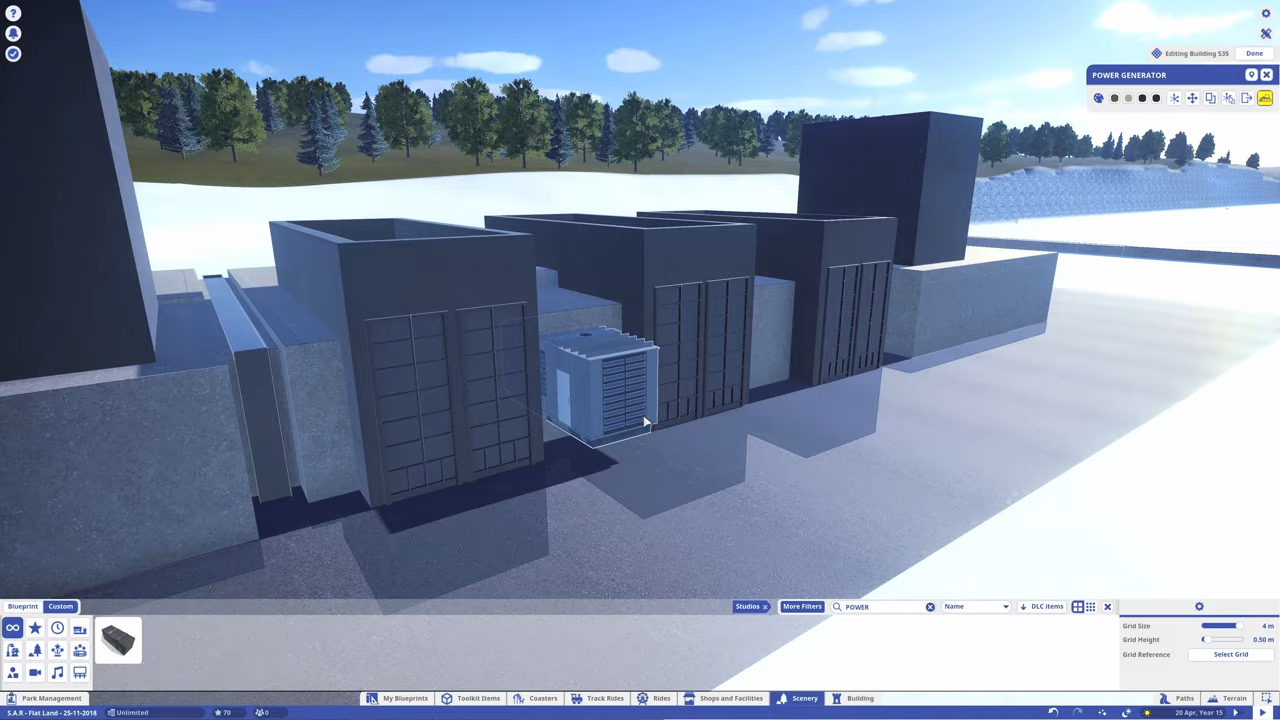 ?
Editing Building 535
Done
POWER GENERATOR
Blueprint
Custom
Studios x
More Filters
POWER
Name
DLC items
Grid Size
4 m
Grid Height
0.50 m
Grid Reference
Select Grid
Park Management
My Blueprints
Toolkit Items
Coasters
Track Rides
Rides
Shops and Facilities
Scenery
Building
Paths
Terrain
S.A.R - Flat Land - 25-11-2018
Unlimited
70
0
20 Apr, Year 15